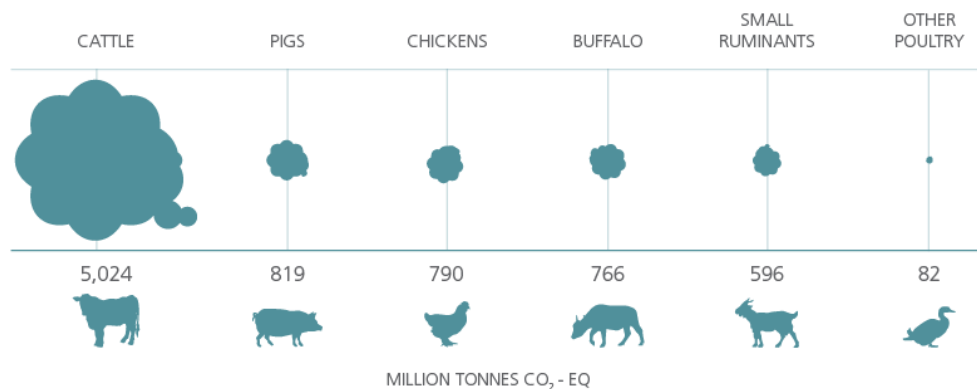 CATTLE PIGS CHICKENS BUFFALO SMALL RUMINANTS OTHER POULTRY
5,024 819 790 766 596 82
MILLION TONNES CO₂ - EQ